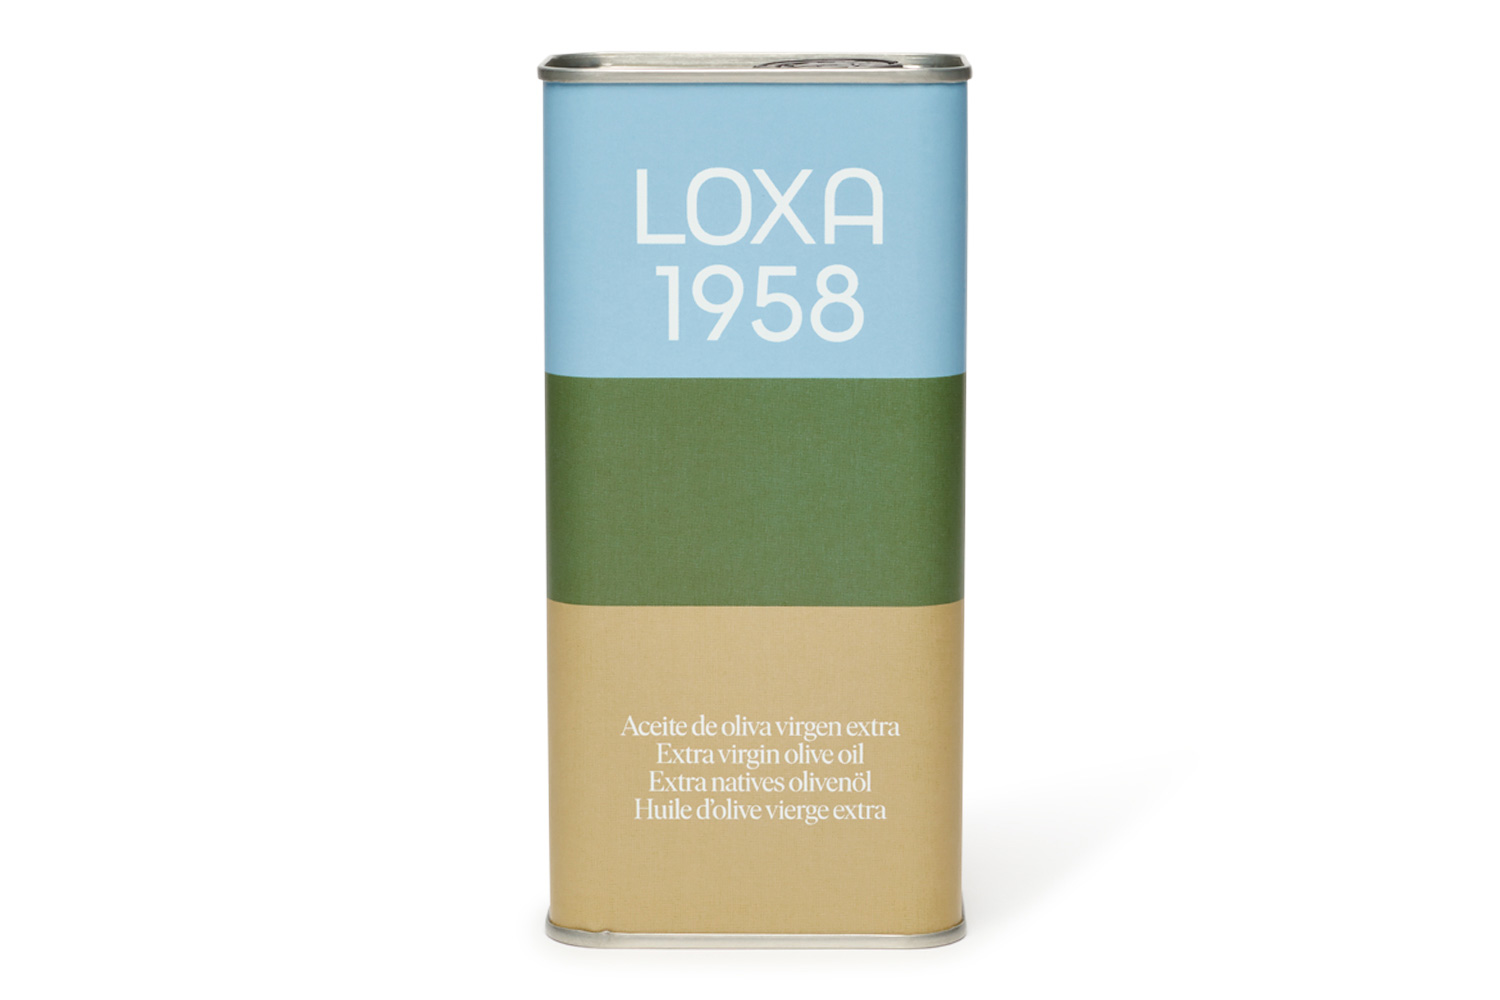 LOXA
1958
Aceite de oliva virgen extra
Extra virgin olive oil
Extra natives olivenöl
Huile d'olive vierge extra